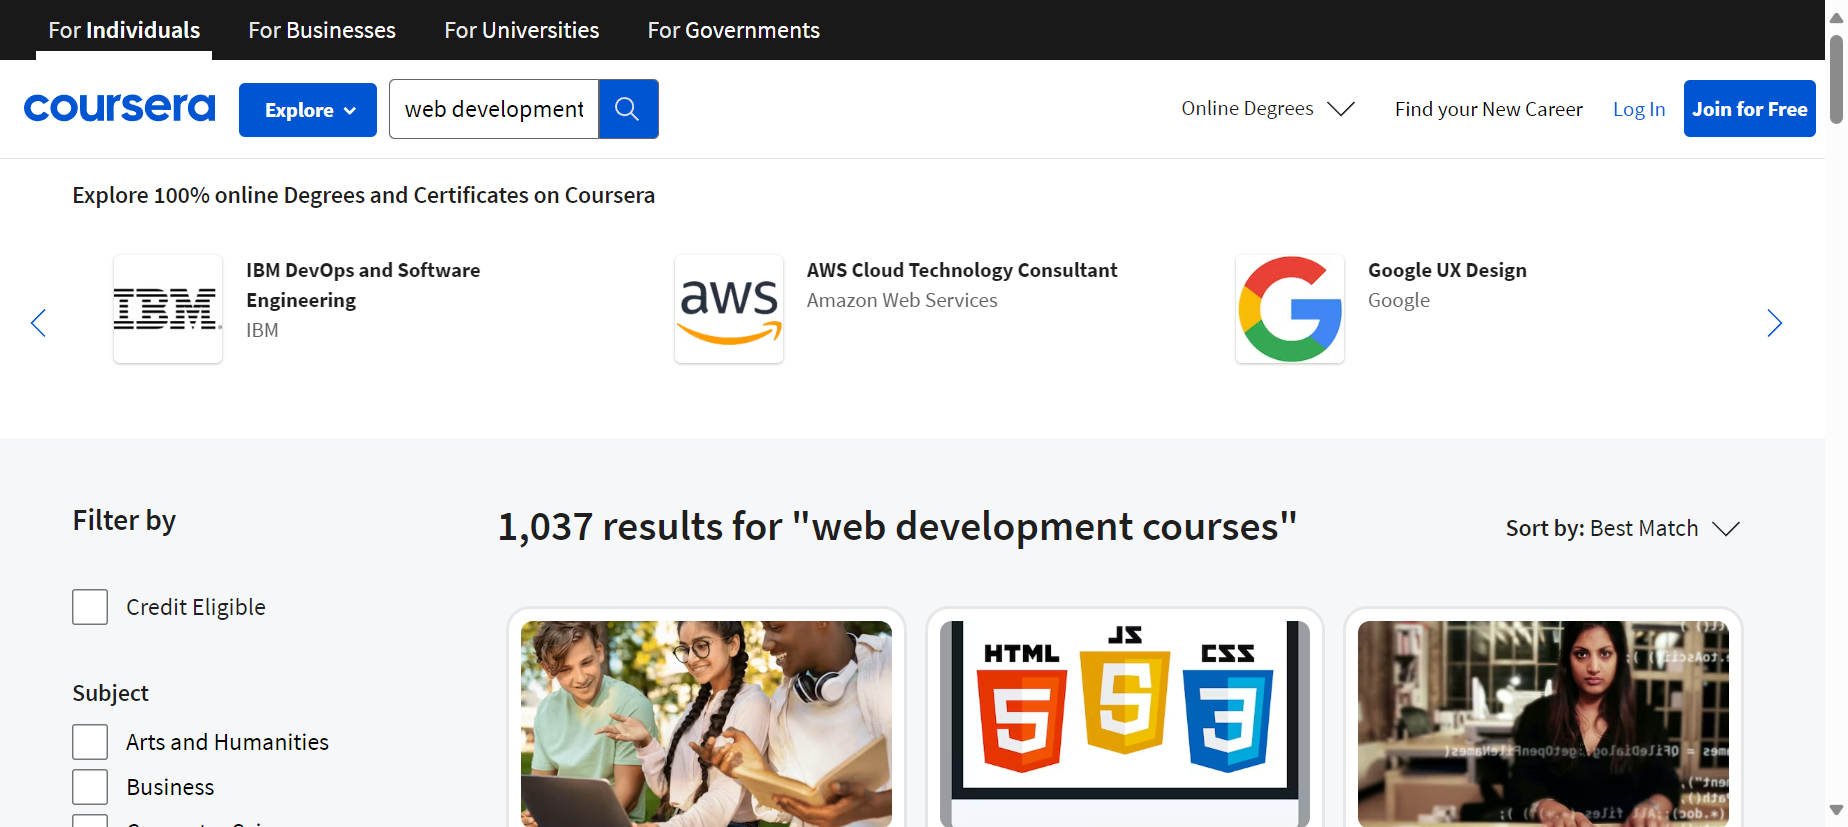 For Individuals
For Businesses
For Universities
For Governments
coursera
Explore
web development
Online Degrees
Find your New Career
Log In
Join for Free
Explore 100% online Degrees and Certificates on Coursera
IBM
IBM DevOps and Software
Engineering
IBM
aws
AWS Cloud Technology Consultant
Amazon Web Services
G
Google UX Design
Google
Filter by
1,037 results for "web development courses"
Sort by: Best Match
Credit Eligible
Subject
Arts and Humanities
Business
HTML
JS
CSS
5
5
3